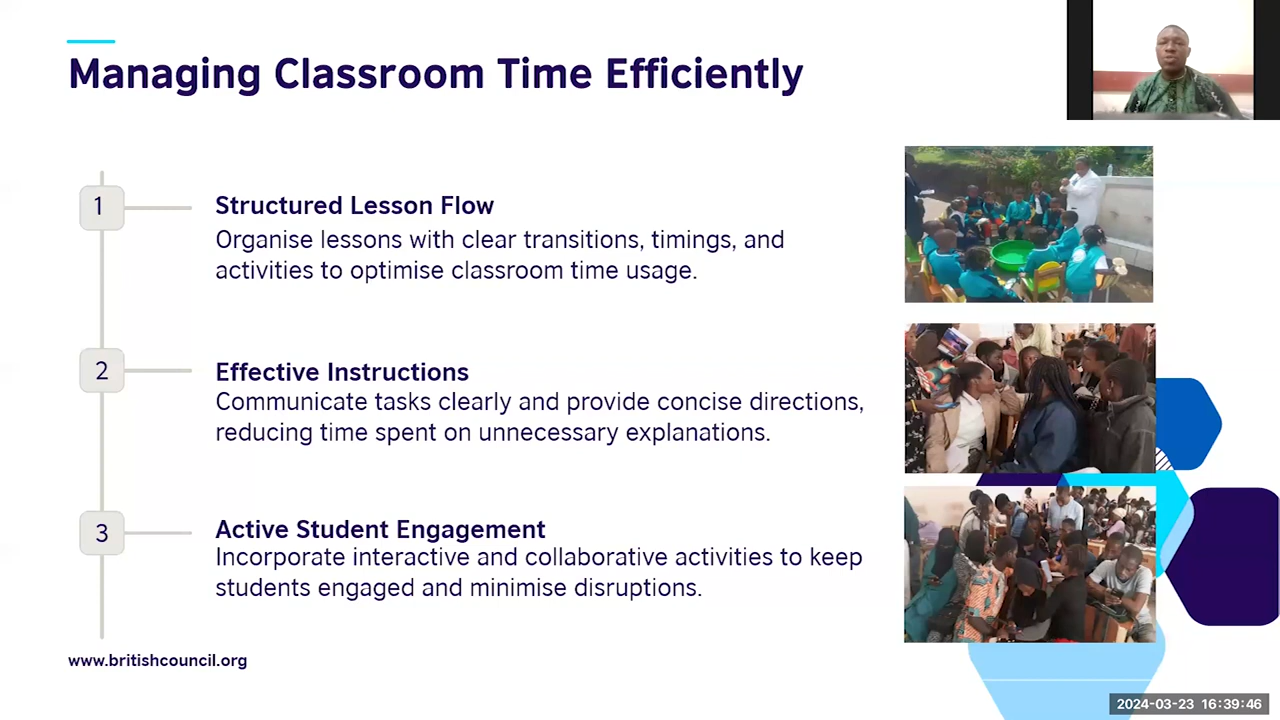 Managing Classroom Time Efficiently
1
Structured Lesson Flow
Organise lessons with clear transitions, timings, and
activities to optimise classroom time usage.
2
Effective Instructions
Communicate tasks clearly and provide concise directions,
reducing time spent on unnecessary explanations.
3
Active Student Engagement
Incorporate interactive and collaborative activities to keep
students engaged and minimise disruptions.
www.britishcouncil.org
2024-03-23 16:39:46